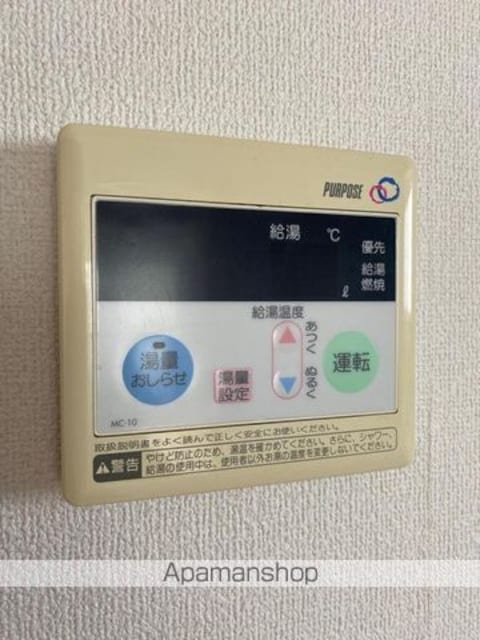 PURPOSE
給湯 ℃
優先
給湯
燃焼
ℓ
給湯温度
あつく
ぬるく
湯量
おしらせ
湯量
設定
運転
MC-10
取扱説明書をよく読んで正しく安全にお使いください。
警告
やけど防止のため、湯温を確かめてください。さらに、シャワー、
給湯の使用中は、使用者以外お湯の温度を変更しないでください。
Apamanshop